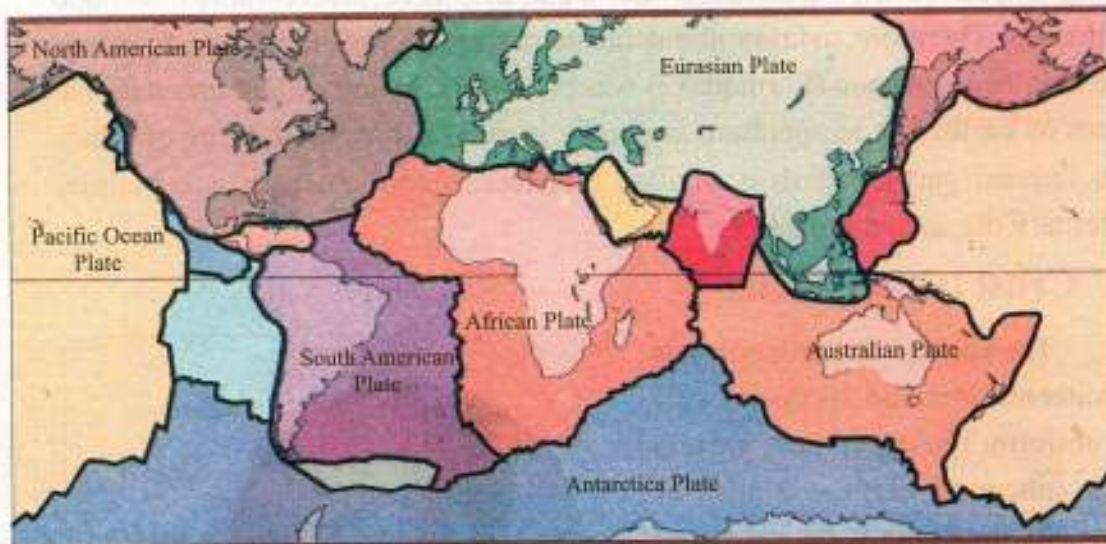 North American Plate
Eurasian Plate
Pacific Ocean
Plate
African Plate
South American
Plate
Australian Plate
Antarctica Plate